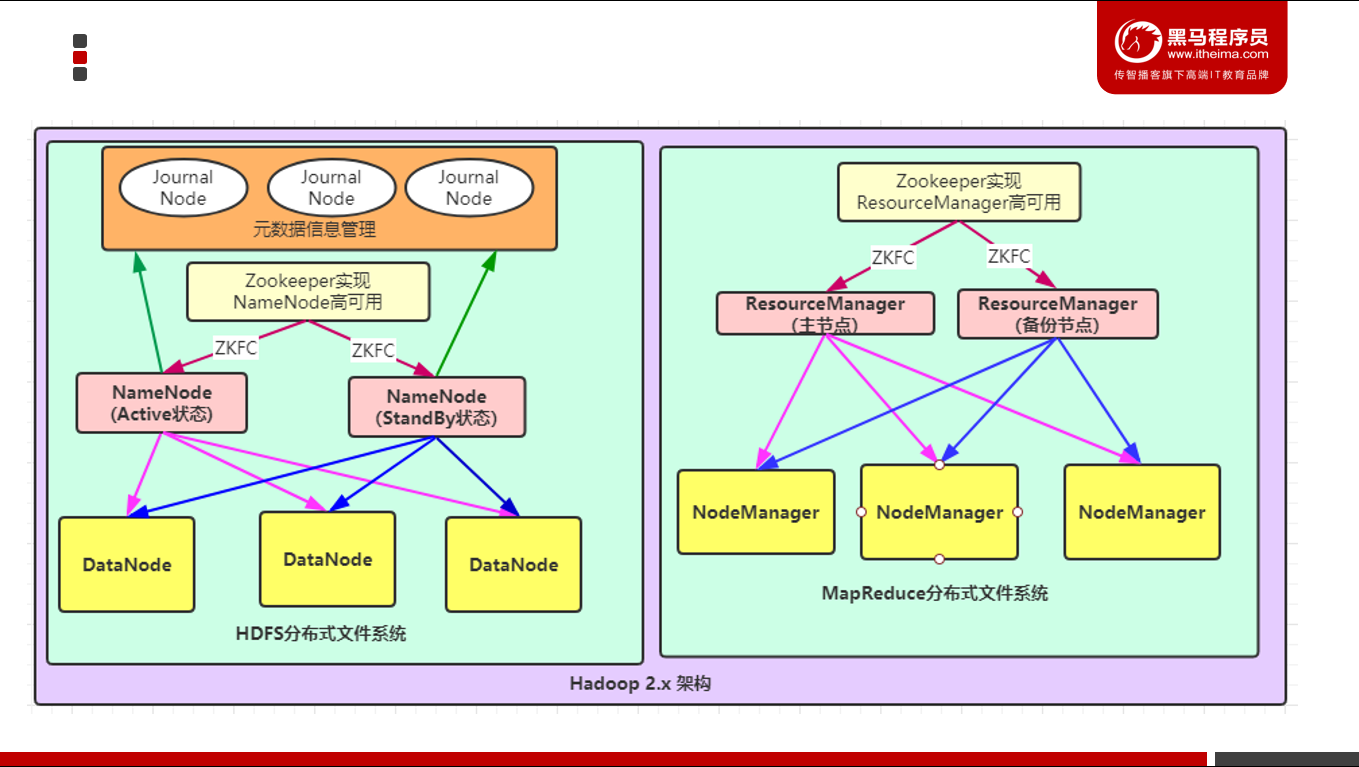 黑马程序员
www.itheima.com
传智播客旗下高端IT教育品牌
Journal
Node
Journal
Node
Journal
Node
元数据信息管理
Zookeeper实现
NameNode高可用
ZKFC
ZKFC
NameNode
(Active状态)
NameNode
(StandBy状态)
DataNode
DataNode
DataNode
HDFS分布式文件系统
Zookeeper实现
ResourceManager高可用
ZKFC
ZKFC
ResourceManager
(主节点)
ResourceManager
(备份节点)
NodeManager
NodeManager
NodeManager
MapReduce分布式文件系统
Hadoop 2.x 架构